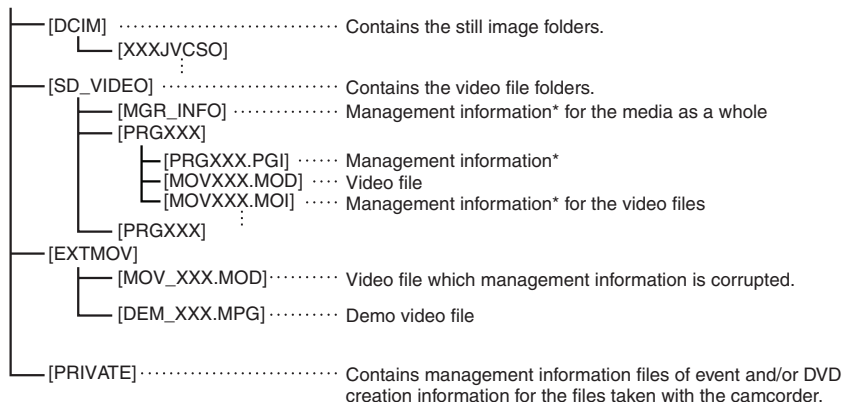 [DCIM] Contains the still image folders.
[XXXJVCSO]
[SD_VIDEO] Contains the video file folders.
[MGR_INFO] Management information* for the media as a whole
[PRGXXX]
[PRGXXX.PGI] Management information*
[MOVXXX.MOD] Video file
[MOVXXX.MOI] Management information* for the video files
[PRGXXX]
[EXTMOV]
[MOV_XXX.MOD] Video file which management information is corrupted.
[DEM_XXX.MPG] Demo video file
[PRIVATE] Contains management information files of event and/or DVD
creation information for the files taken with the camcorder.